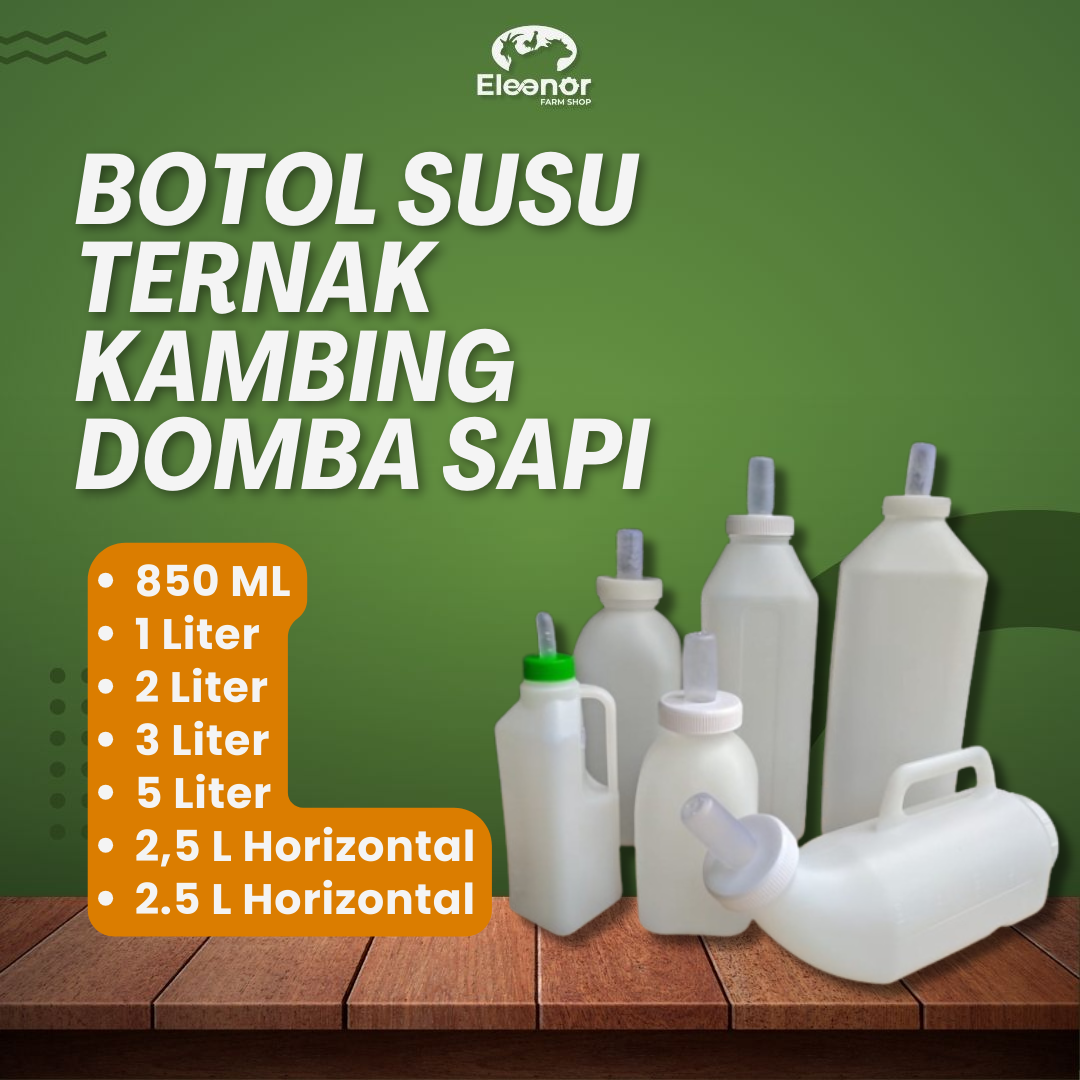 Eleanor
FARM SHOP
BOTOL SUSU
TERNAK
KAMBING
DOMBA SAPI
• 850 ML
• 1 Liter
• 2 Liter
• 3 Liter
• 5 Liter
• 2,5 L Horizontal
• 2.5 L Horizontal